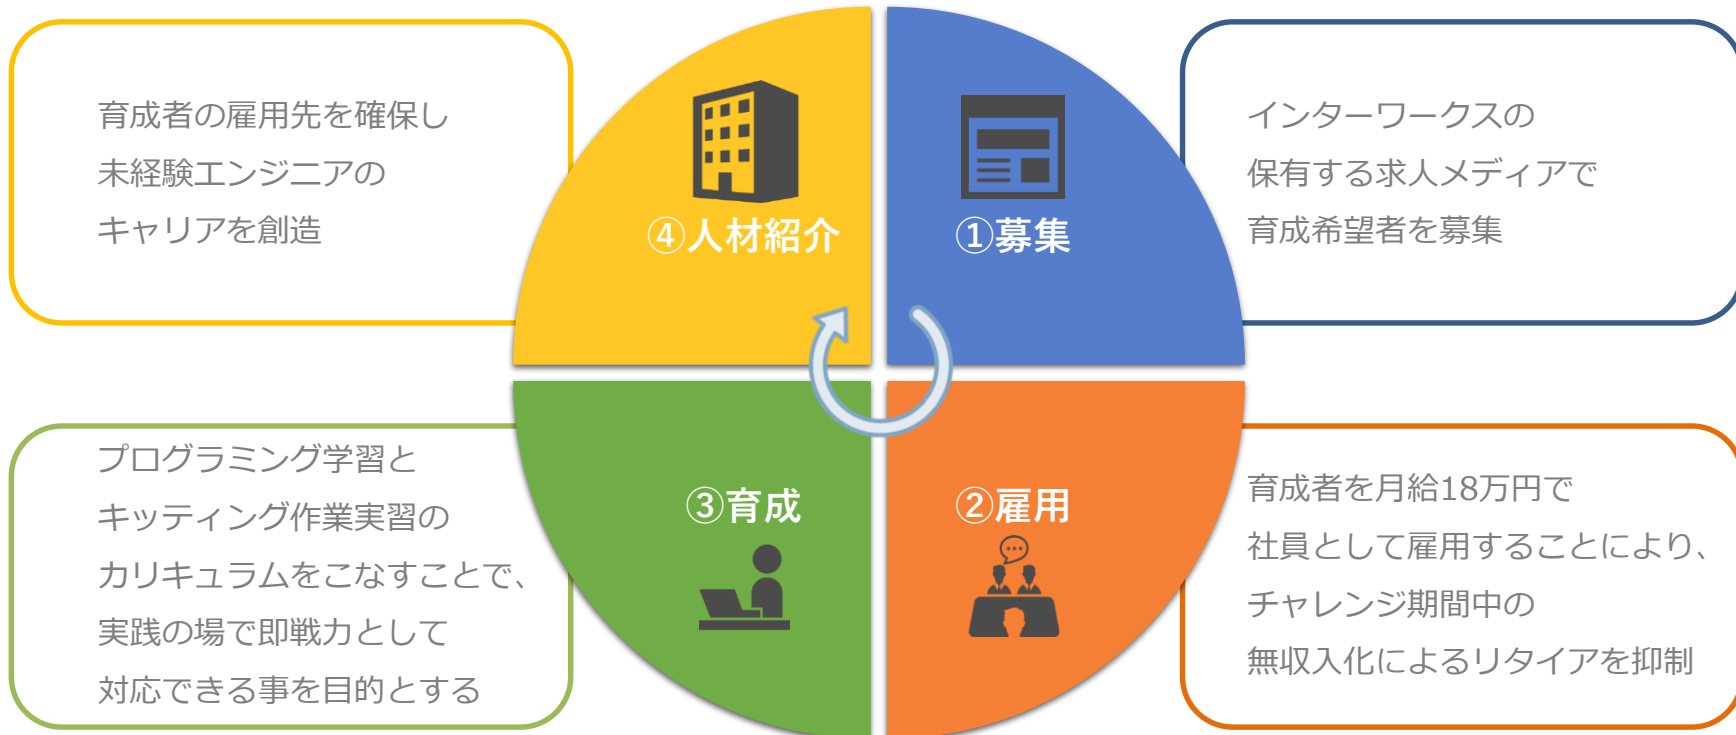 育成者の雇用先を確保し
未経験エンジニアの
キャリアを創造
④人材紹介
①募集
インターワークスの
保有する求人メディアで
育成希望者を募集
プログラミング学習と
キッティング作業実習の
カリキュラムをこなすことで、
実践の場で即戦力として
対応できる事を目的とする
③育成
②雇用
育成者を月給18万円で
社員として雇用することにより、
チャレンジ期間中の
無収入化によるリタイアを抑制